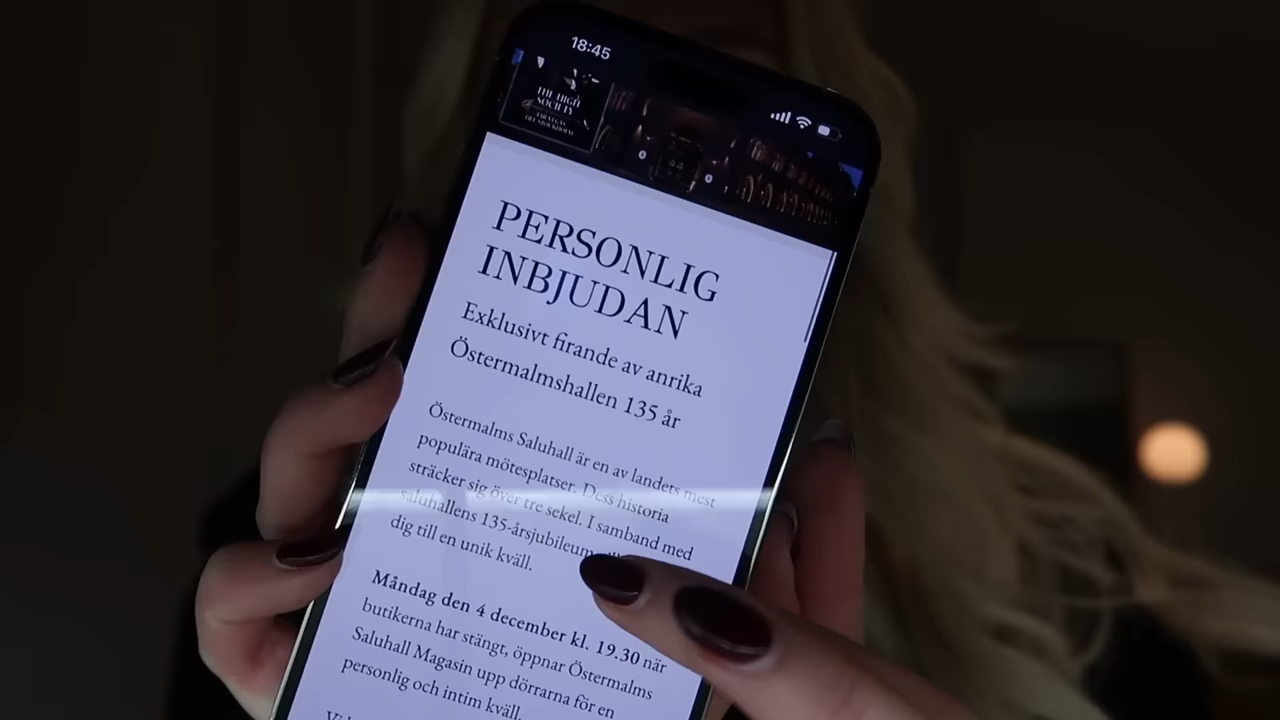 18:45
THE HIGH
SOCIETY
PERSONLIG
INBJUDAN
Exklusivt firande av anrika
Östermalmshallen 135 år
Östermalms Saluhall är en av landets mest
populära mötesplatser. Dess historia
sträcker sig över tre sekel. I samband med
saluhallens 135-årsjubileum
dig till en unik kväll.
Måndag den 4 december kl. 19.30 när
butikerna har stängt, öppnar Östermalms
Saluhall Magasin upp dörrarna för en
personlig och intim kväll.